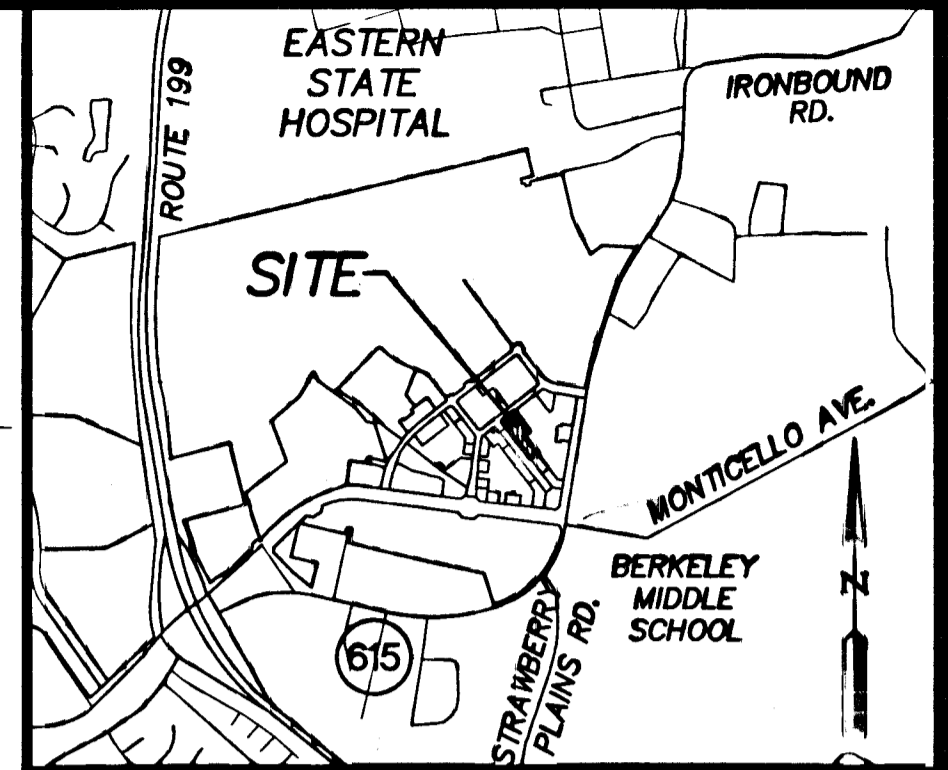 EASTERN
STATE
HOSPITAL
ROUTE 199
IRONBOUND
RD.
SITE
MONTICELLO AVE.
N
BERKELEY
MIDDLE
SCHOOL
615
STRAWBERRY
PLAINS RD.